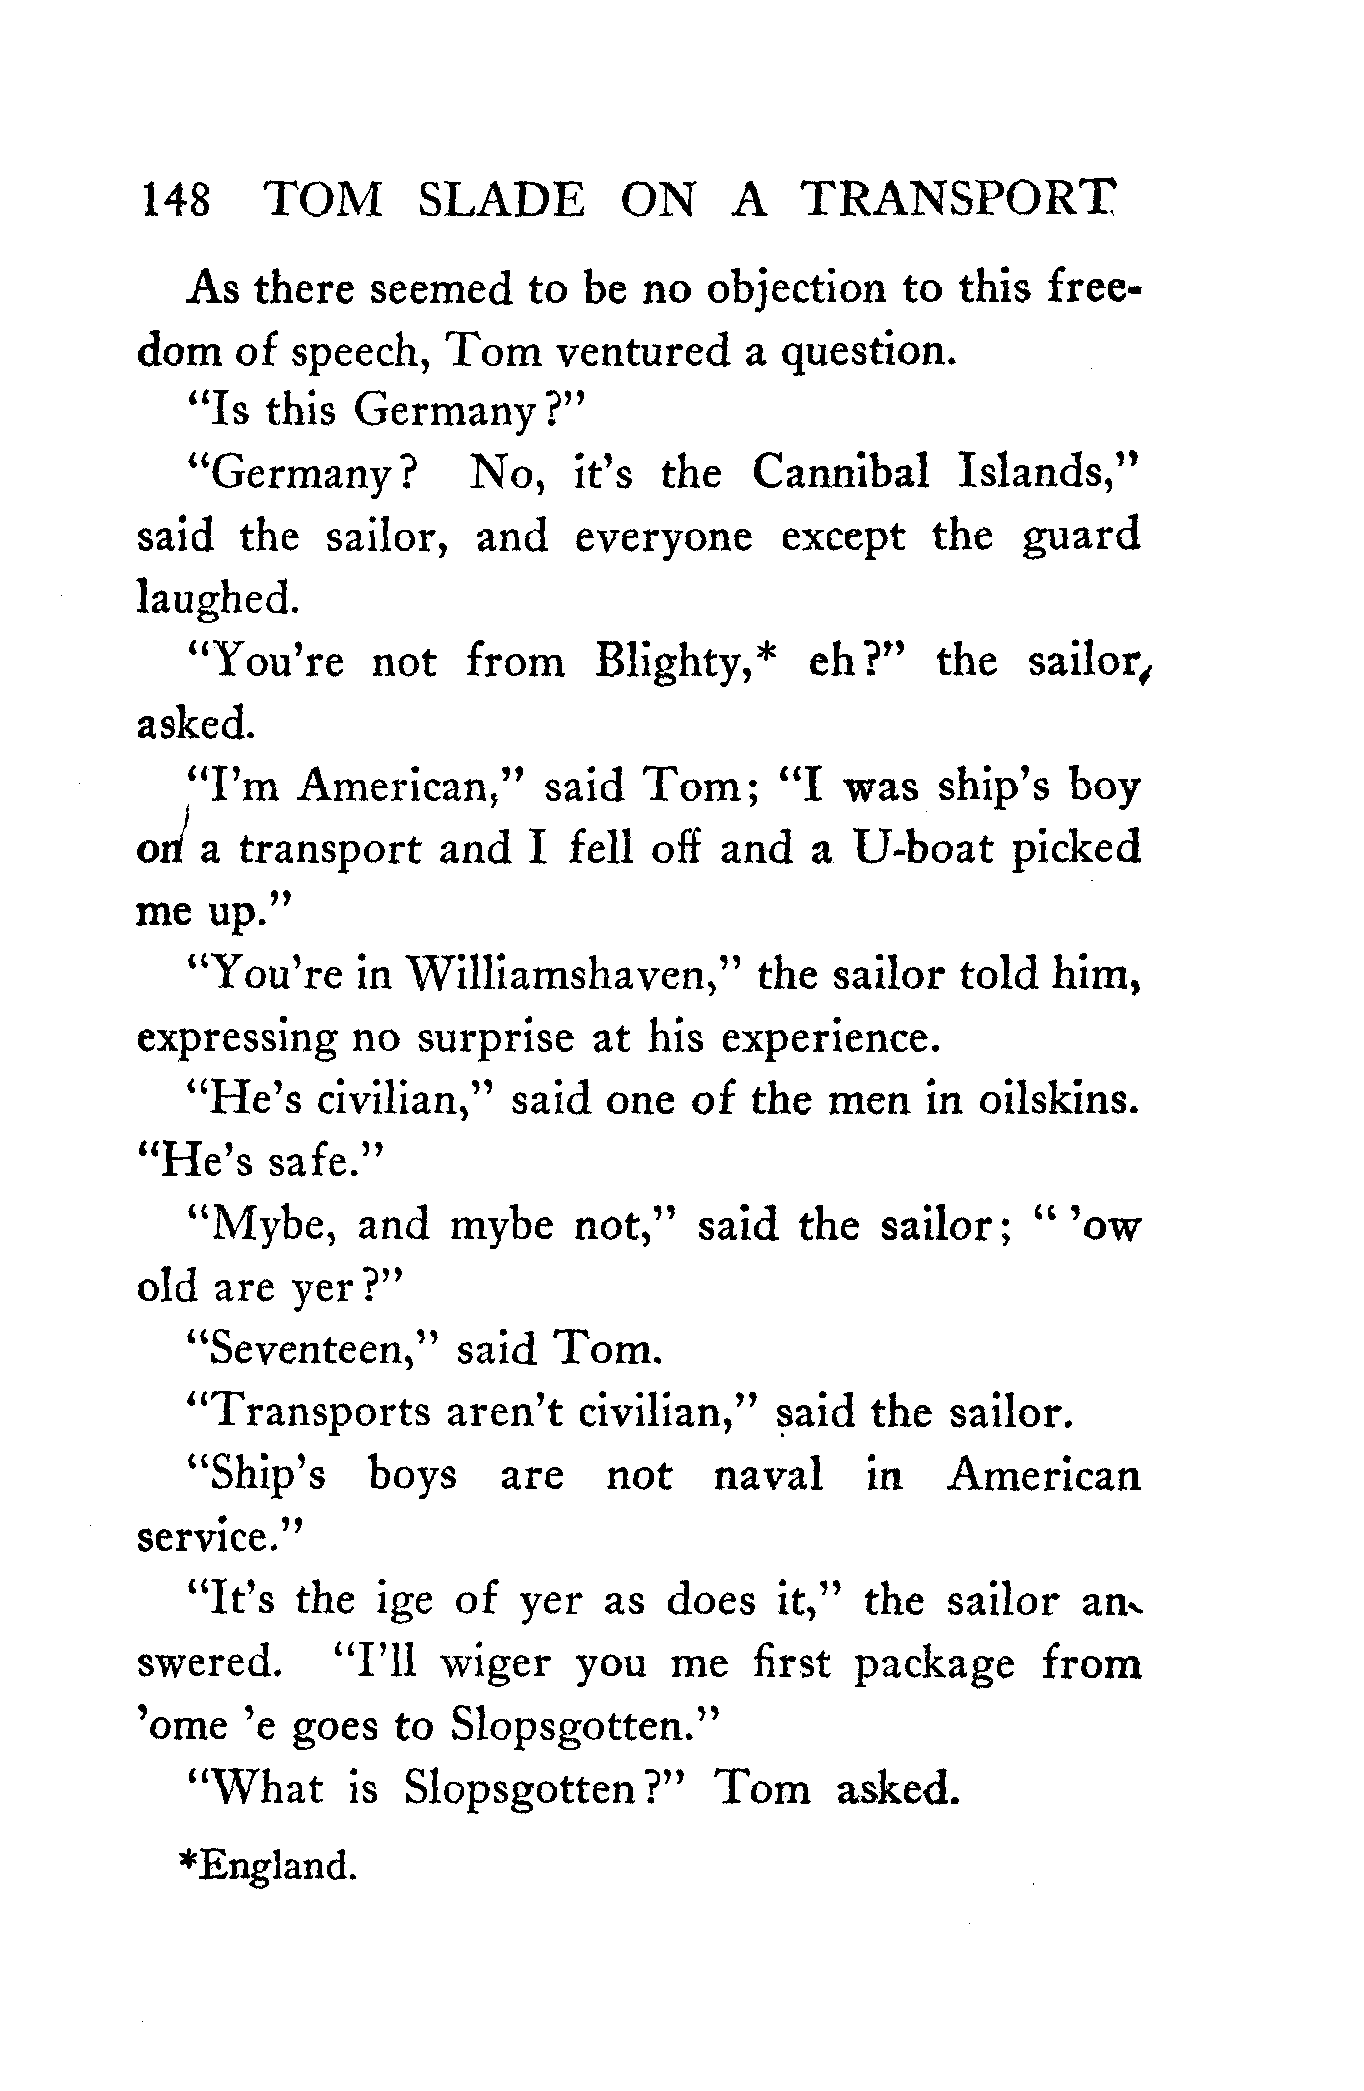 148 TOM SLADE ON A TRANSPORT
As there seemed to be no objection to this free-
dom of speech, Tom ventured a question.
“Is this Germany?”
“Germany? No, it’s the Cannibal Islands,”
said the sailor, and everyone except the guard
laughed.
“You’re not from Blighty,* eh?” the sailor,
asked.
“I’m American,” said Tom; “I was ship’s boy
on a transport and I fell off and a U-boat picked
me up.”
“You’re in Williamshaven,” the sailor told him,
expressing no surprise at his experience.
“He’s civilian,” said one of the men in oilskins.
“He’s safe.”
“Mybe, and mybe not,” said the sailor; “ ’ow
old are yer?”
“Seventeen,” said Tom.
“Transports aren’t civilian,” said the sailor.
“Ship’s boys are not naval in American
service.”
“It’s the ige of yer as does it,” the sailor an-
swered. “I’ll wiger you me first package from
’ome ’e goes to Slopsgotten.”
“What is Slopsgotten?” Tom asked.
*England.